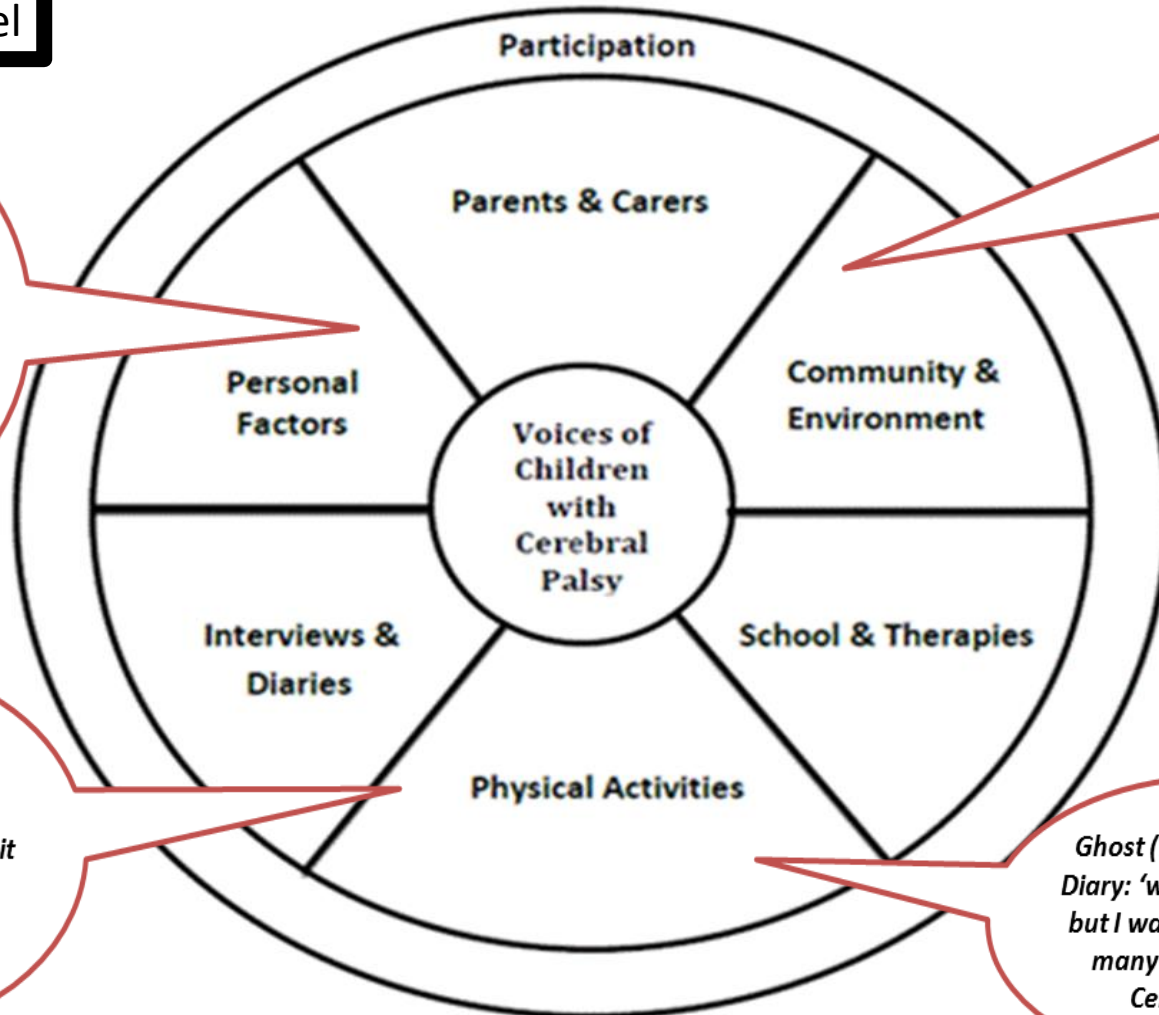 el
Participation
Parents & Carers
Personal
Factors
Community &
Environment
Voices of
Children
with
Cerebral
Palsy
Interviews &
Diaries
School & Therapies
Physical Activities
it
Ghost (
Diary: ‘w
but I wa
many
Ce